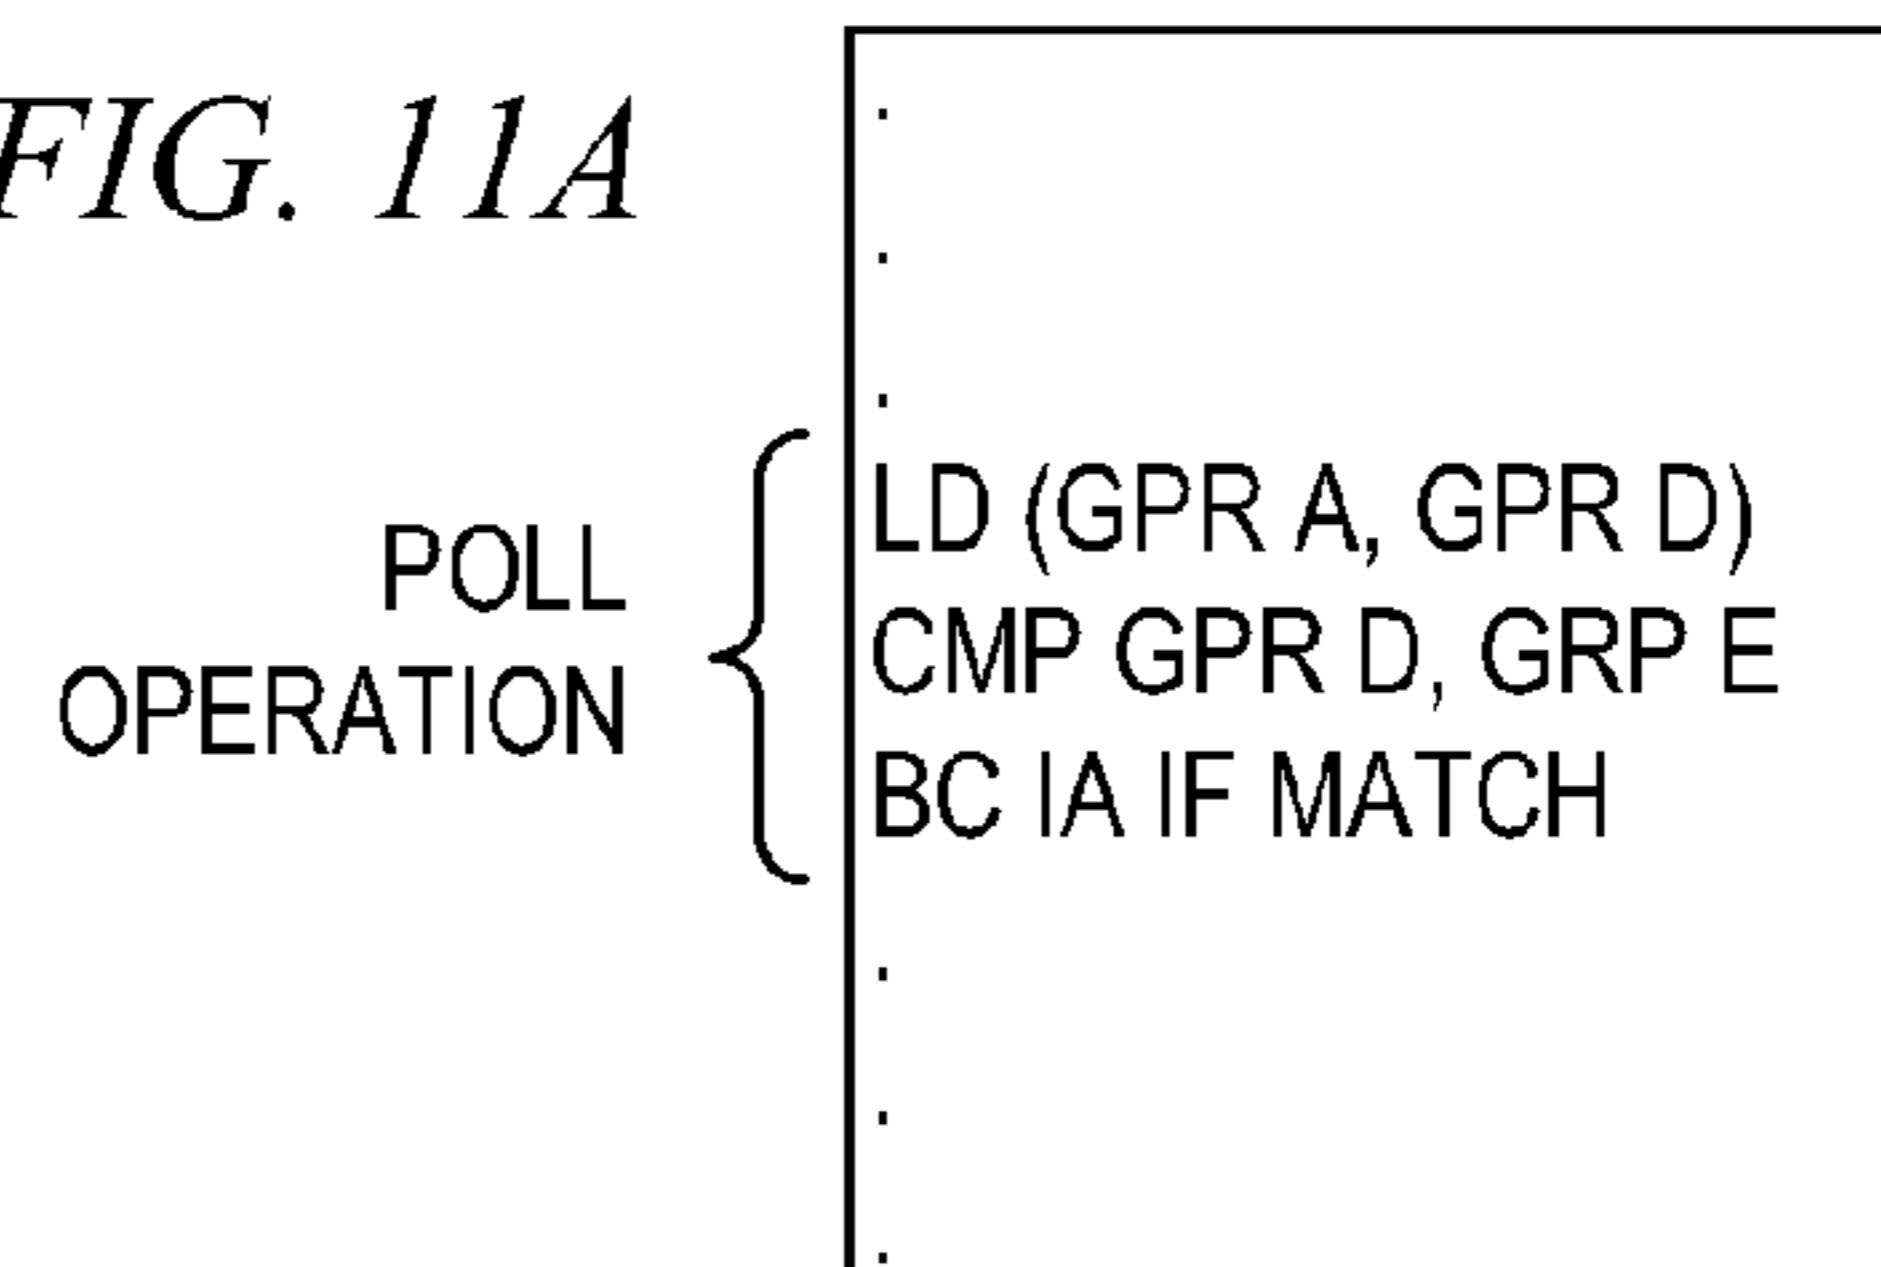 FIG. 11A
.
.
.
LD (GPR A, GPR D)
POLL
CMP GPR D, GRP E
OPERATION
BC IA IF MATCH
.
.
.